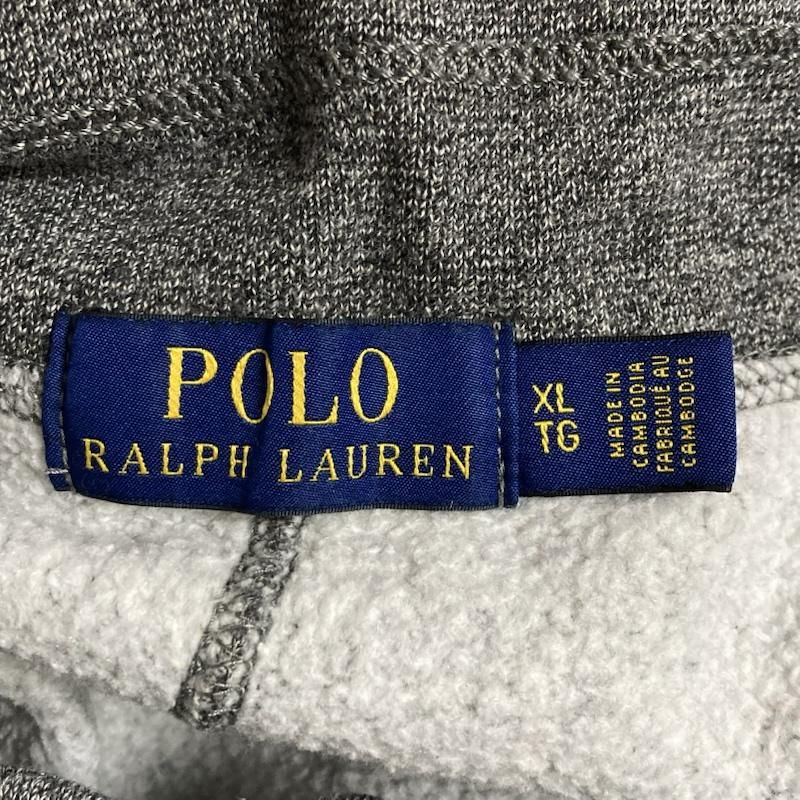 POLO
RALPH LAUREN
XL
TG
MADE IN
CAMBODIA
FABRIQUÉ AU
CAMBODGE